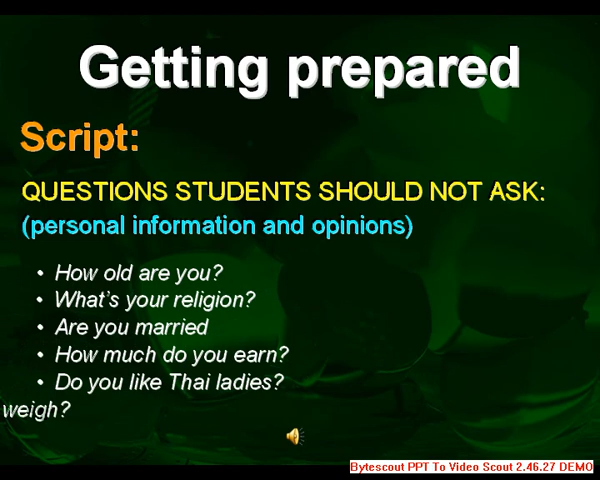 Getting prepared
Script:
QUESTIONS STUDENTS SHOULD NOT ASK:
(personal information and opinions)
• How old are you?
• What's your religion?
• Are you married
• How much do you earn?
• Do you like Thai ladies?
weigh?
Bytescout PPT To Video Scout 2.46.27 DEMO